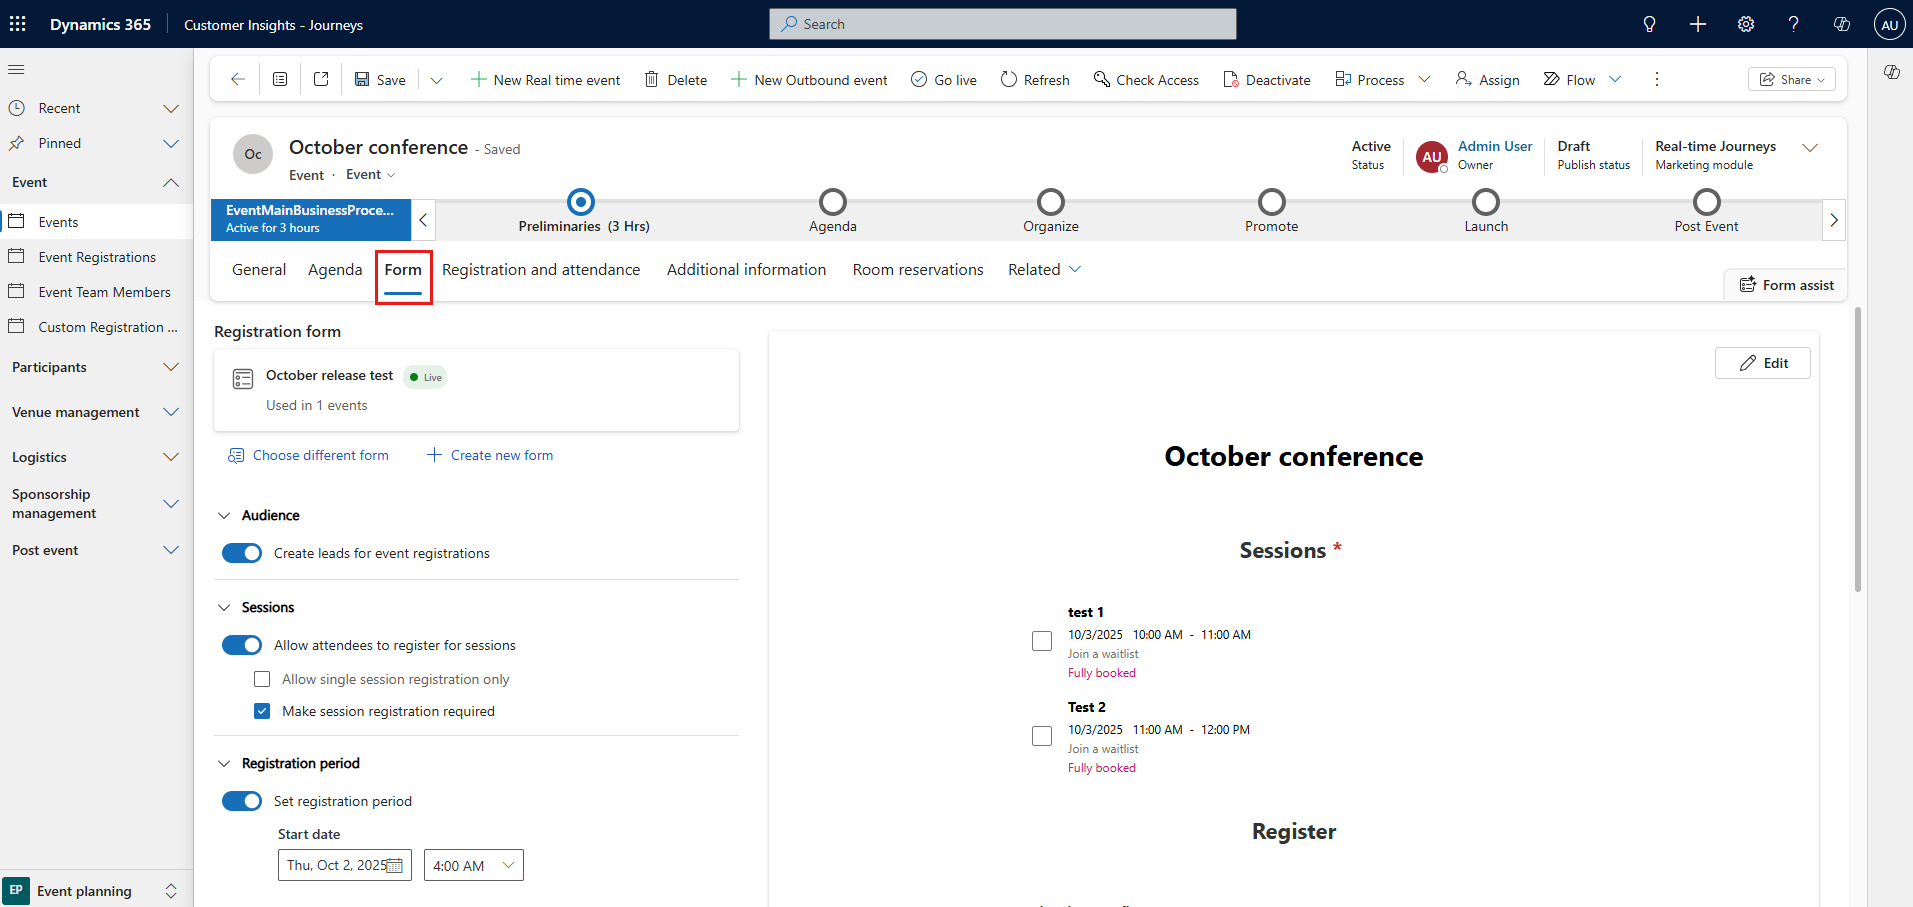 Dynamics 365
Customer Insights - Journeys
Search
AU
Save
New Real time event
Delete
New Outbound event
Go live
Refresh
Check Access
Deactivate
Process
Assign
Flow
Share
Recent
Pinned
Event
Events
Event Registrations
Event Team Members
Custom Registration ...
Participants
Venue management
Logistics
Sponsorship
management
Post event
EP
Event planning
Oc
October conference - Saved
Event · Event
Active
Status
AU
Admin User
Owner
Draft
Publish status
Real-time Journeys
Marketing module
EventMainBusinessProce...
Active for 3 hours
Preliminaries (3 Hrs)
Agenda
Organize
Promote
Launch
Post Event
General
Agenda
Form
Registration and attendance
Additional information
Room reservations
Related
Form assist
Registration form
October release test
Live
Used in 1 events
Choose different form
Create new form
Audience
Create leads for event registrations
Sessions
Allow attendees to register for sessions
Allow single session registration only
Make session registration required
Registration period
Set registration period
Start date
Thu, Oct 2, 2025
4:00 AM
Edit
October conference
Sessions *
test 1
10/3/2025 10:00 AM - 11:00 AM
Join a waitlist
Fully booked
Test 2
10/3/2025 11:00 AM - 12:00 PM
Join a waitlist
Fully booked
Register